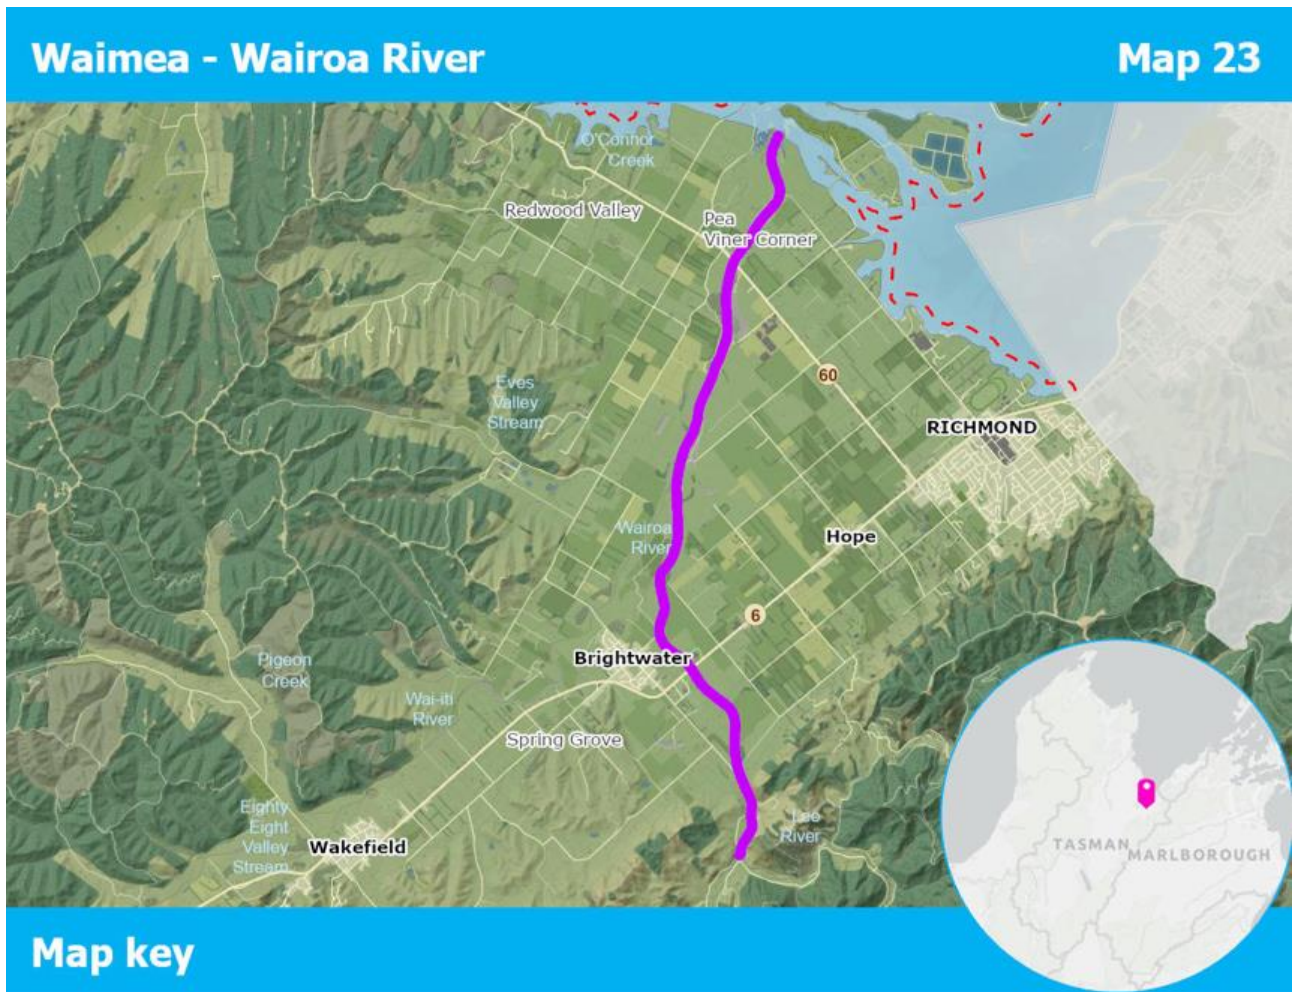 Waimea - Wairoa River
Map 23
O'Connor
Creek
Redwood Valley
Pea
Viner Corner
60
Eves
Valley
Stream
RICHMOND
Wairoa
River
Hope
6
Brightwater
Pigeon
Creek
Wai-iti
River
Spring Grove
Eighty
Eight
Valley
Stream
Lee
River
Wakefield
TASMAN
MARLBOROUGH
Map key